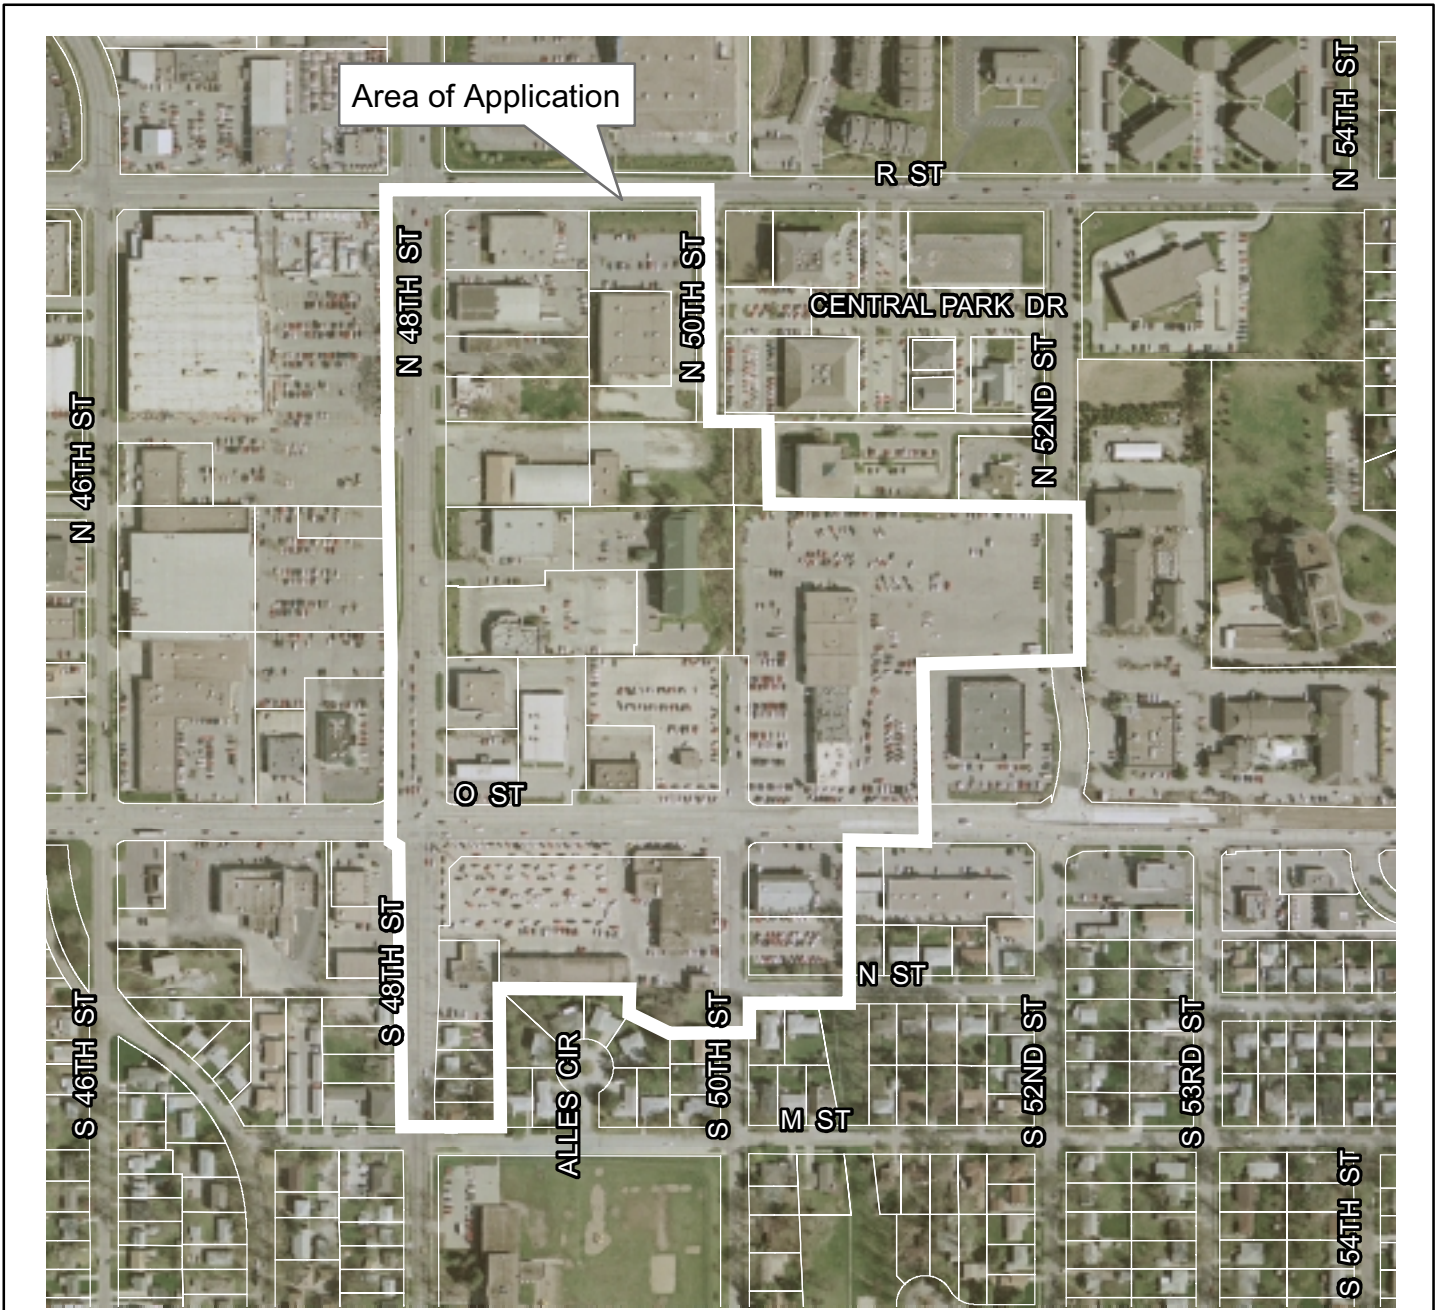 N 54TH ST
Area of Application
R ST
N 48TH ST
N 50TH ST
CENTRAL PARK DR
N 52ND ST
N 46TH ST
O ST
S 48TH ST
N ST
S 46TH ST
S 50TH ST
S 52ND ST
S 53RD ST
ALLES CIR
M ST
S 54TH ST